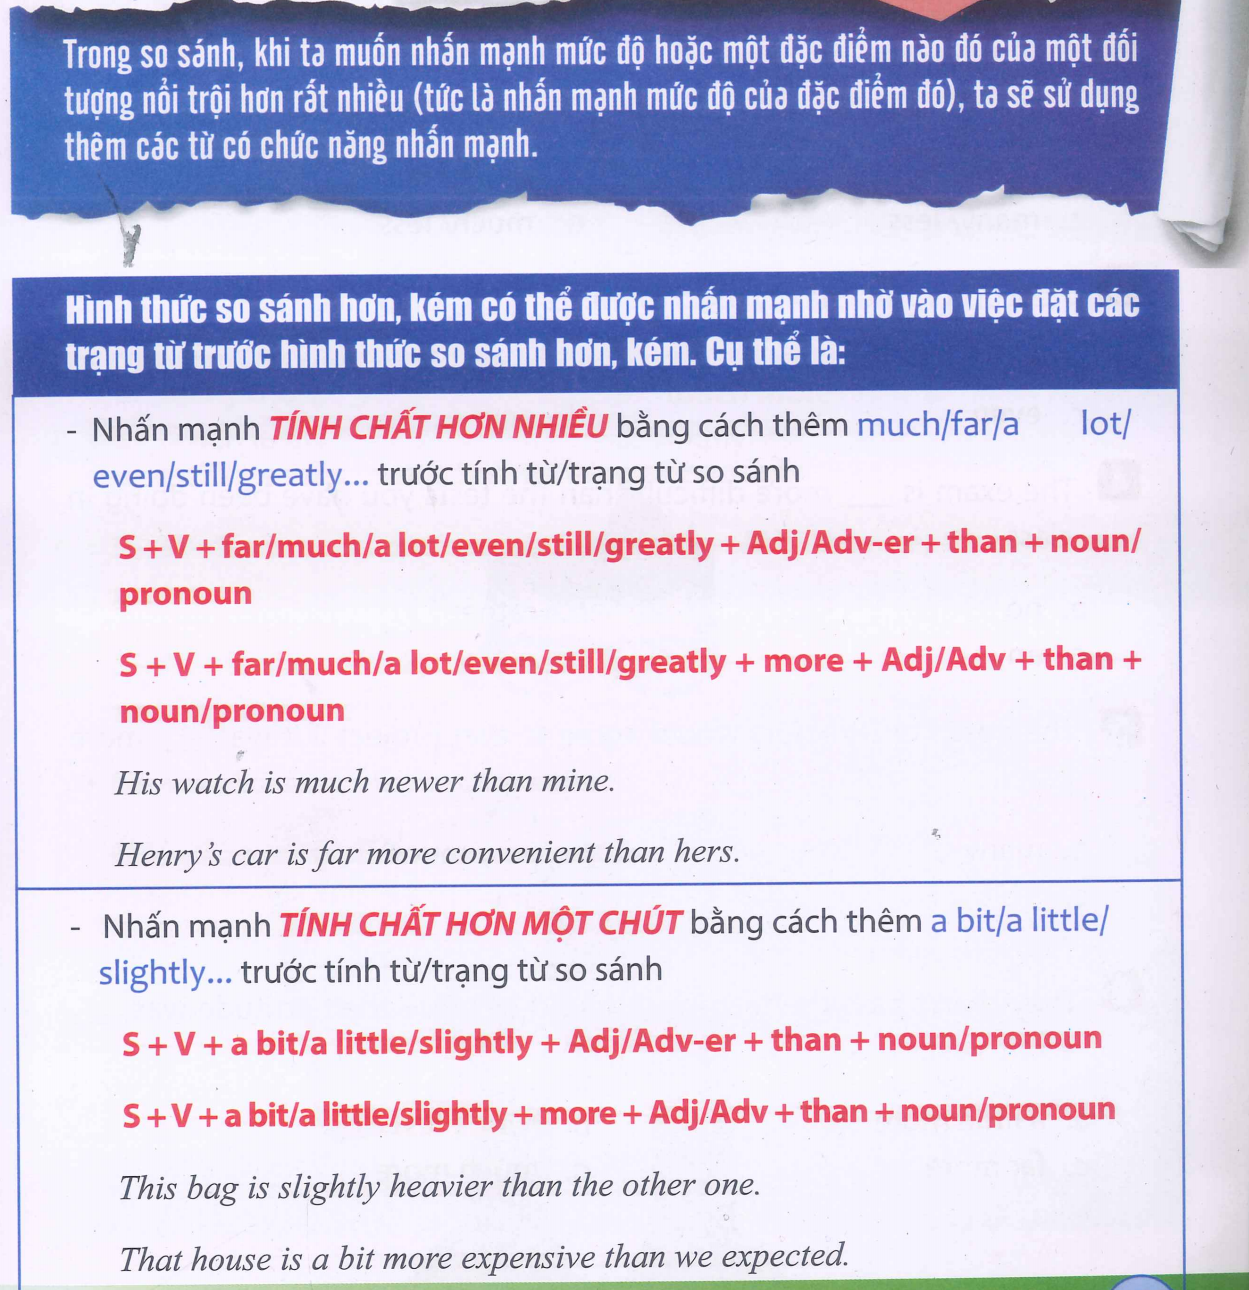 Trong so sánh, khi ta muốn nhấn mạnh mức độ hoặc một đặc điểm nào đó của một đối
tượng nổi trội hơn rất nhiều (tức là nhấn mạnh mức độ của đặc điểm đó), ta sẽ sử dụng
thêm các từ có chức năng nhấn mạnh.
Hình thức so sánh hơn, kém có thể được nhấn mạnh nhờ vào việc đặt các
trạng từ trước hình thức so sánh hơn, kém. Cụ thể là:
- Nhấn mạnh TÍNH CHẤT HƠN NHIỀU bằng cách thêm much/far/a lot/
even/still/greatly... trước tính từ/trạng từ so sánh
S + V + far/much/a lot/even/still/greatly + Adj/Adv-er + than + noun/
pronoun
S + V + far/much/a lot/even/still/greatly + more + Adj/Adv + than +
noun/pronoun
His watch is much newer than mine.
Henry's car is far more convenient than hers.
- Nhấn mạnh TÍNH CHẤT HƠN MỘT CHÚT bằng cách thêm a bit/a little/
slightly... trước tính từ/trạng từ so sánh
S + V + a bit/a little/slightly + Adj/Adv-er + than + noun/pronoun
S + V + a bit/a little/slightly + more + Adj/Adv + than + noun/pronoun
This bag is slightly heavier than the other one.
That house is a bit more expensive than we expected.